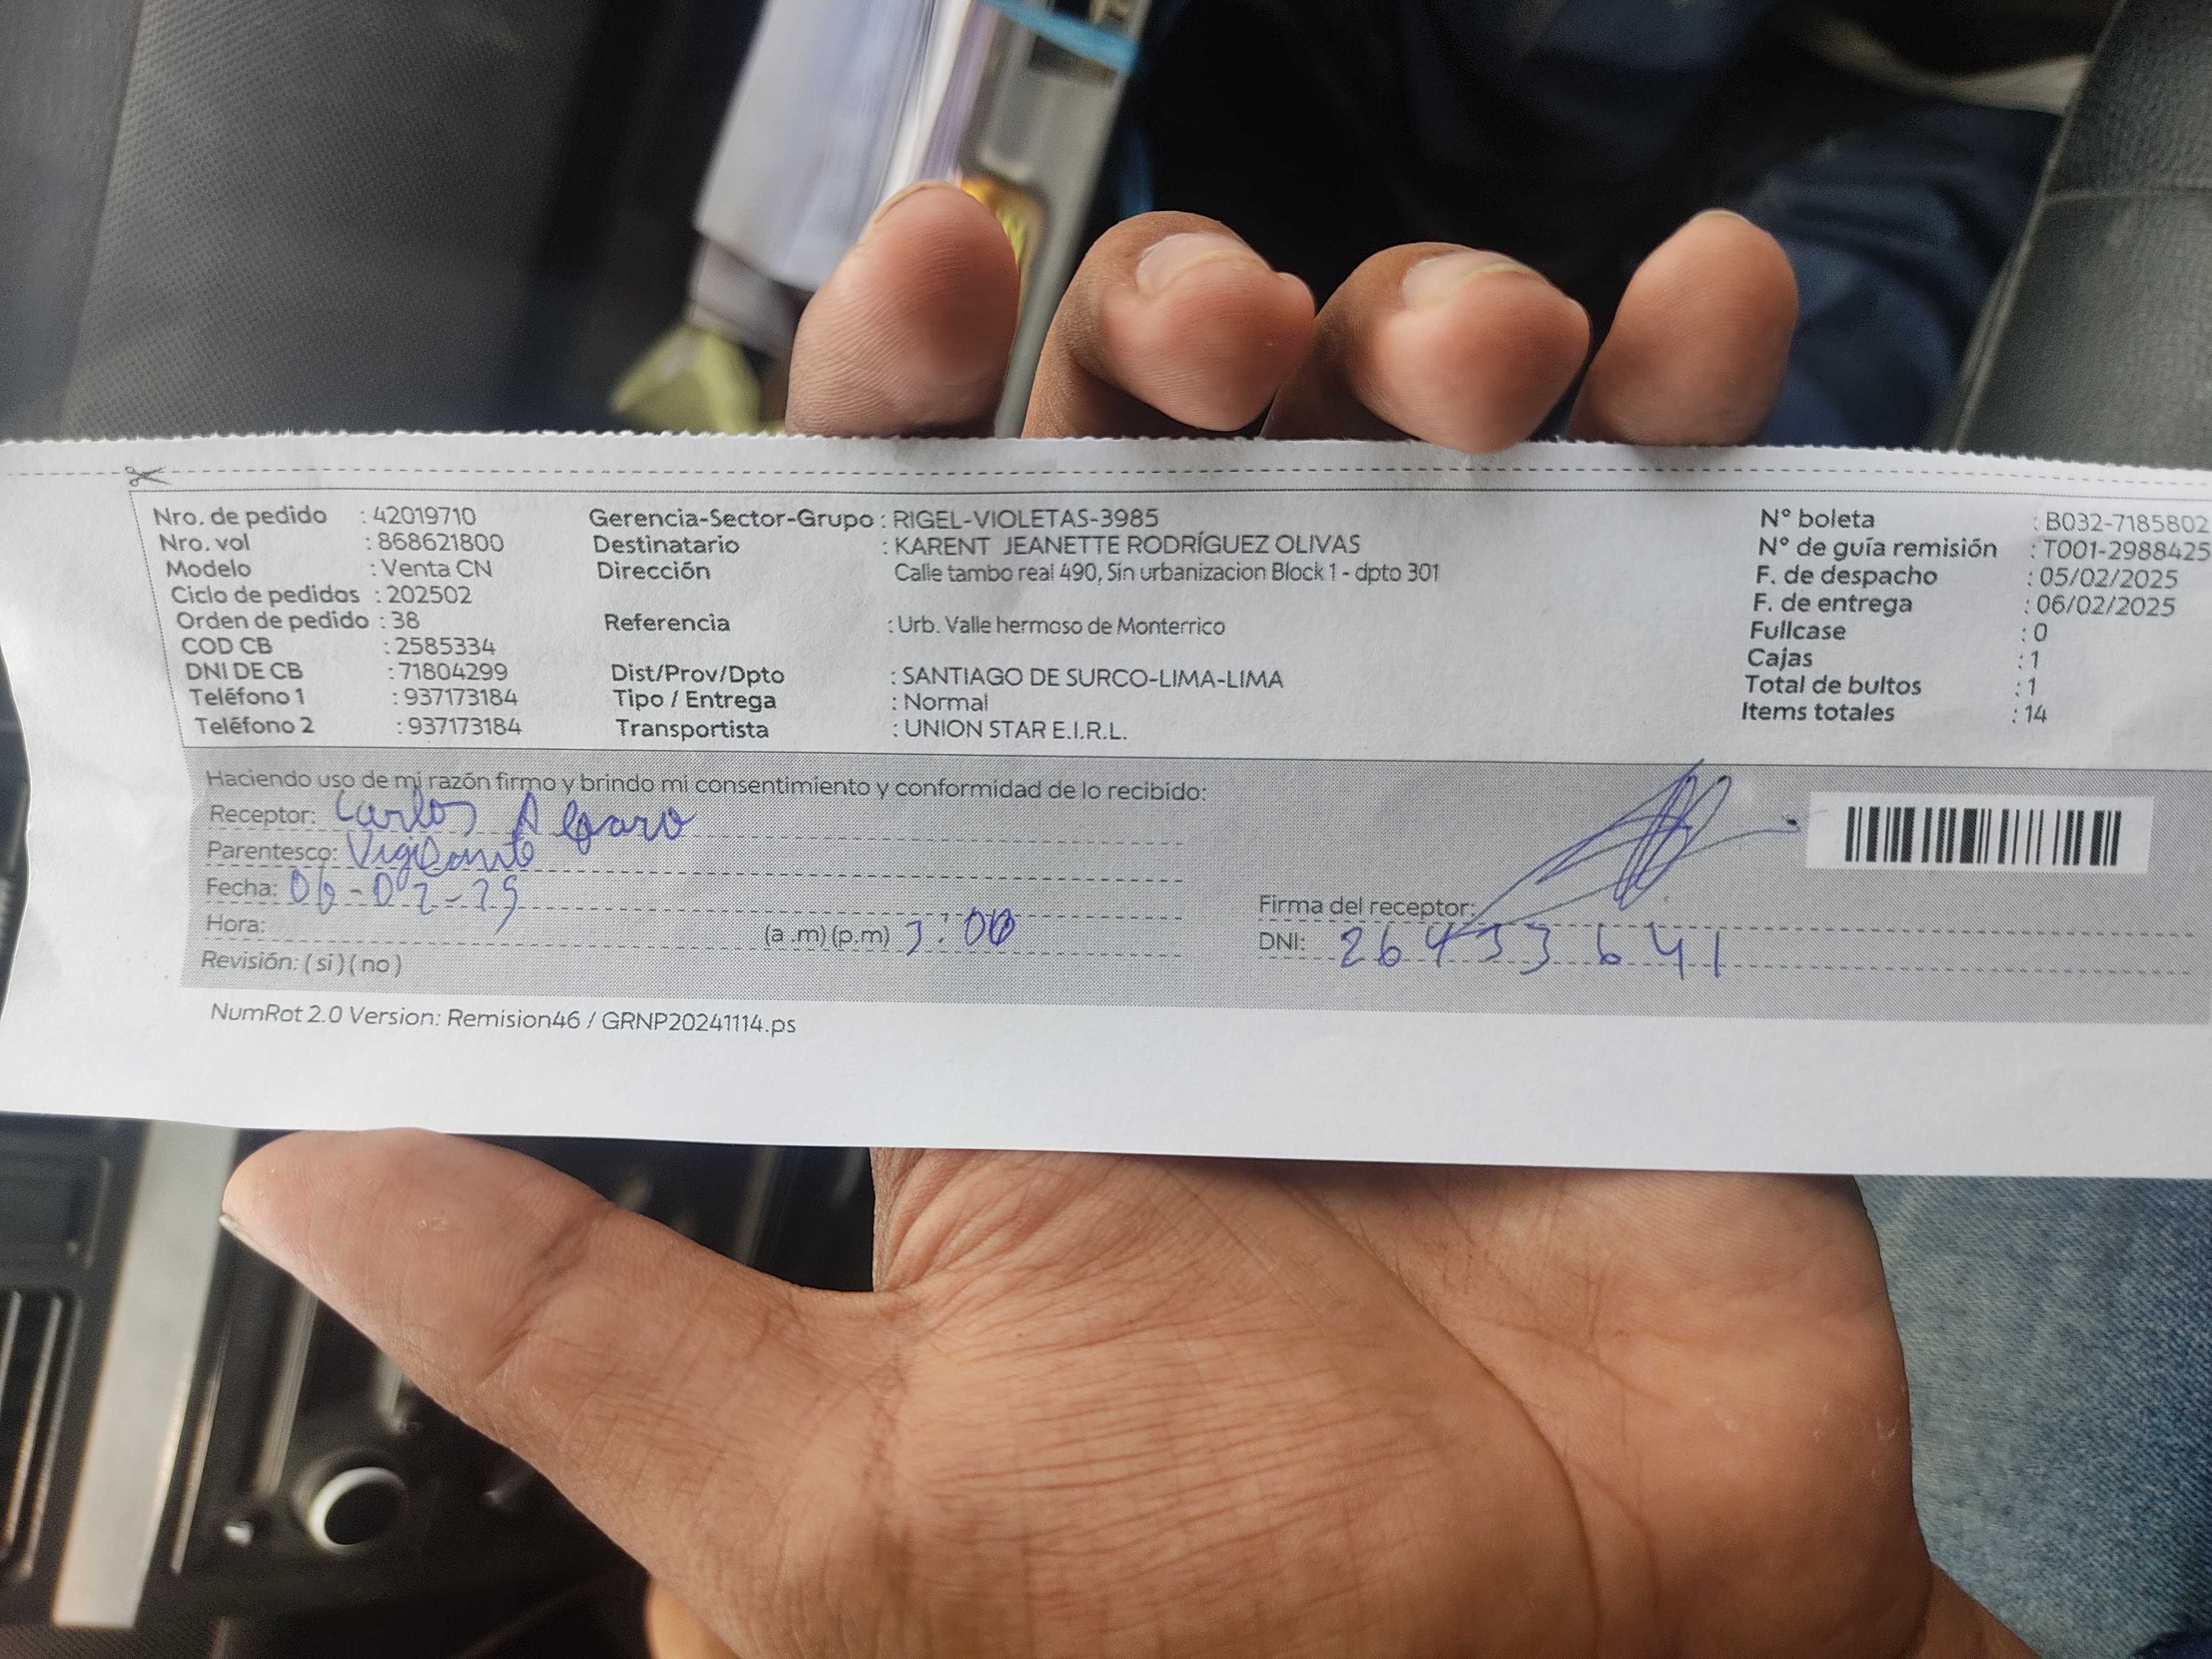 Nro. de pedido : 42019710
Nro. vol : 868621800
Modelo : Venta CN
Ciclo de pedidos : 202502
Orden de pedido : 38
COD CB : 2585334
DNI DE CB : 71804299
Teléfono 1 : 937173184
Teléfono 2 : 937173184
Gerencia-Sector-Grupo : RIGEL-VIOLETAS-3985
Destinatario : KARENT JEANETTE RODRÍGUEZ OLIVAS
Dirección Calle tambo real 490, Sin urbanizacion Block 1 - dpto 301
Referencia : Urb. Valle hermoso de Monterrico
Dist/Prov/Dpto : SANTIAGO DE SURCO-LIMA-LIMA
Tipo / Entrega : Normal
Transportista : UNION STAR E.I.R.L.
N° boleta : B032-7185802
N° de guía remisión : T001-2988425
F. de despacho : 05/02/2025
F. de entrega : 06/02/2025
Fullcase : 0
Cajas : 1
Total de bultos : 1
Items totales : 14
Haciendo uso de mi razón firmo y brindo mi consentimiento y conformidad de lo recibido:
Receptor: Carlos
Parentesco: Vigilante
Fecha: 06-02-25
Hora: (a .m) (p.m) 3:00
Revisión: ( si ) ( no )
Firma del receptor:
DNI: 26433641
NumRot 2.0 Version: Remision46 / GRNP20241114.ps